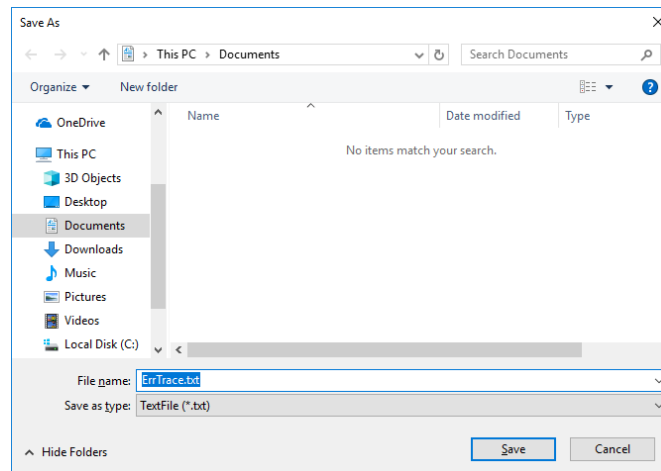 Save As
This PC > Documents
Search Documents
Organize
New folder
Name
Date modified
Type
No items match your search.
OneDrive
This PC
3D Objects
Desktop
Documents
Downloads
Music
Pictures
Videos
Local Disk (C:)
File name: ErrTrace.txt
Save as type: TextFile (*.txt)
Hide Folders
Save
Cancel